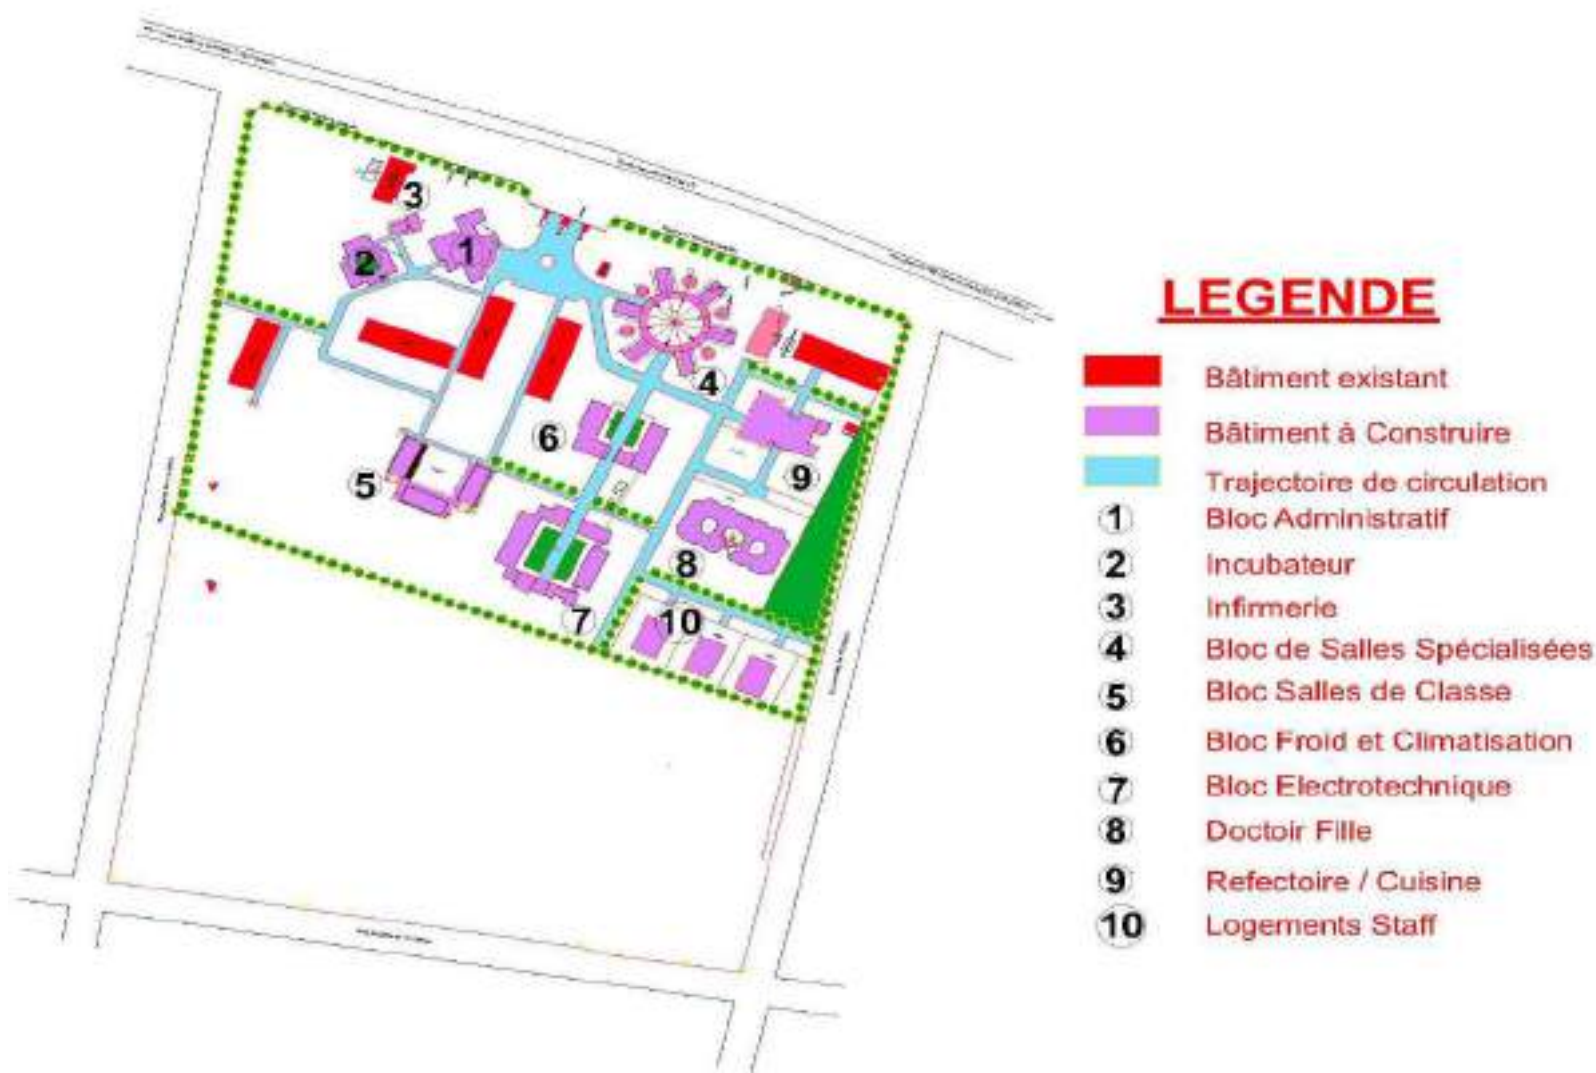 3
1
2
4
6
5
9
8
7
10
LEGENDE
Bâtiment existant
Bâtiment à Construire
Trajectoire de circulation
1 Bloc Administratif
2 Incubateur
3 Infirmerie
4 Bloc de Salles Spécialisées
5 Bloc Salles de Classe
6 Bloc Froid et Climatisation
7 Bloc Electrotechnique
8 Doctoir Fille
9 Refectoire / Cuisine
10 Logements Staff